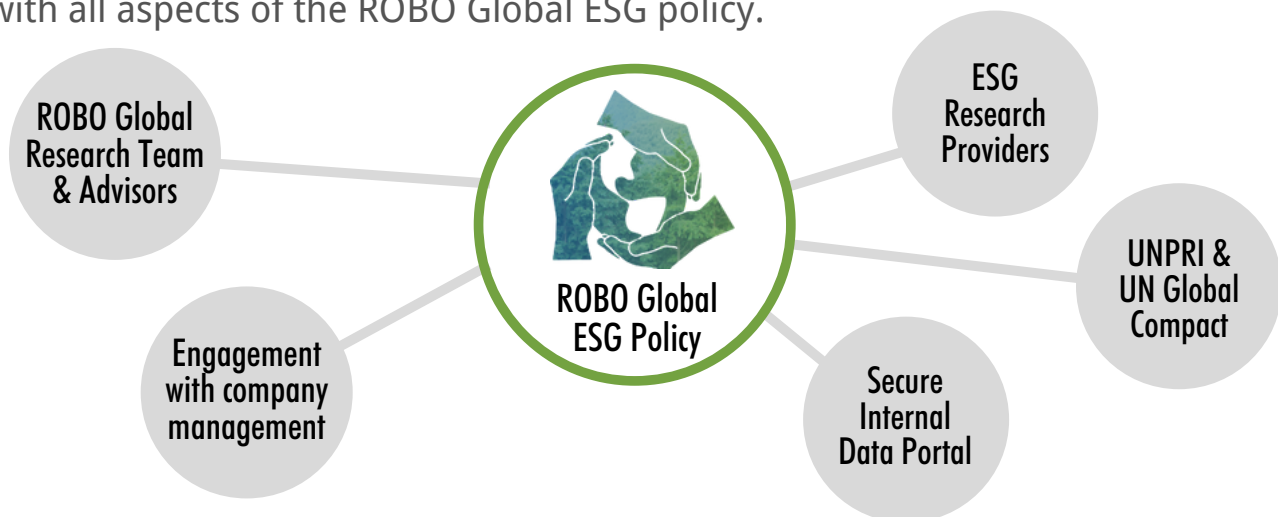 with all aspects of the ROBO Global ESG policy.
ROBO Global
Research Team
& Advisors
ESG
Research
Providers
ROBO Global
ESG Policy
UNPRI &
UN Global
Compact
Engagement
with company
management
Secure
Internal
Data Portal